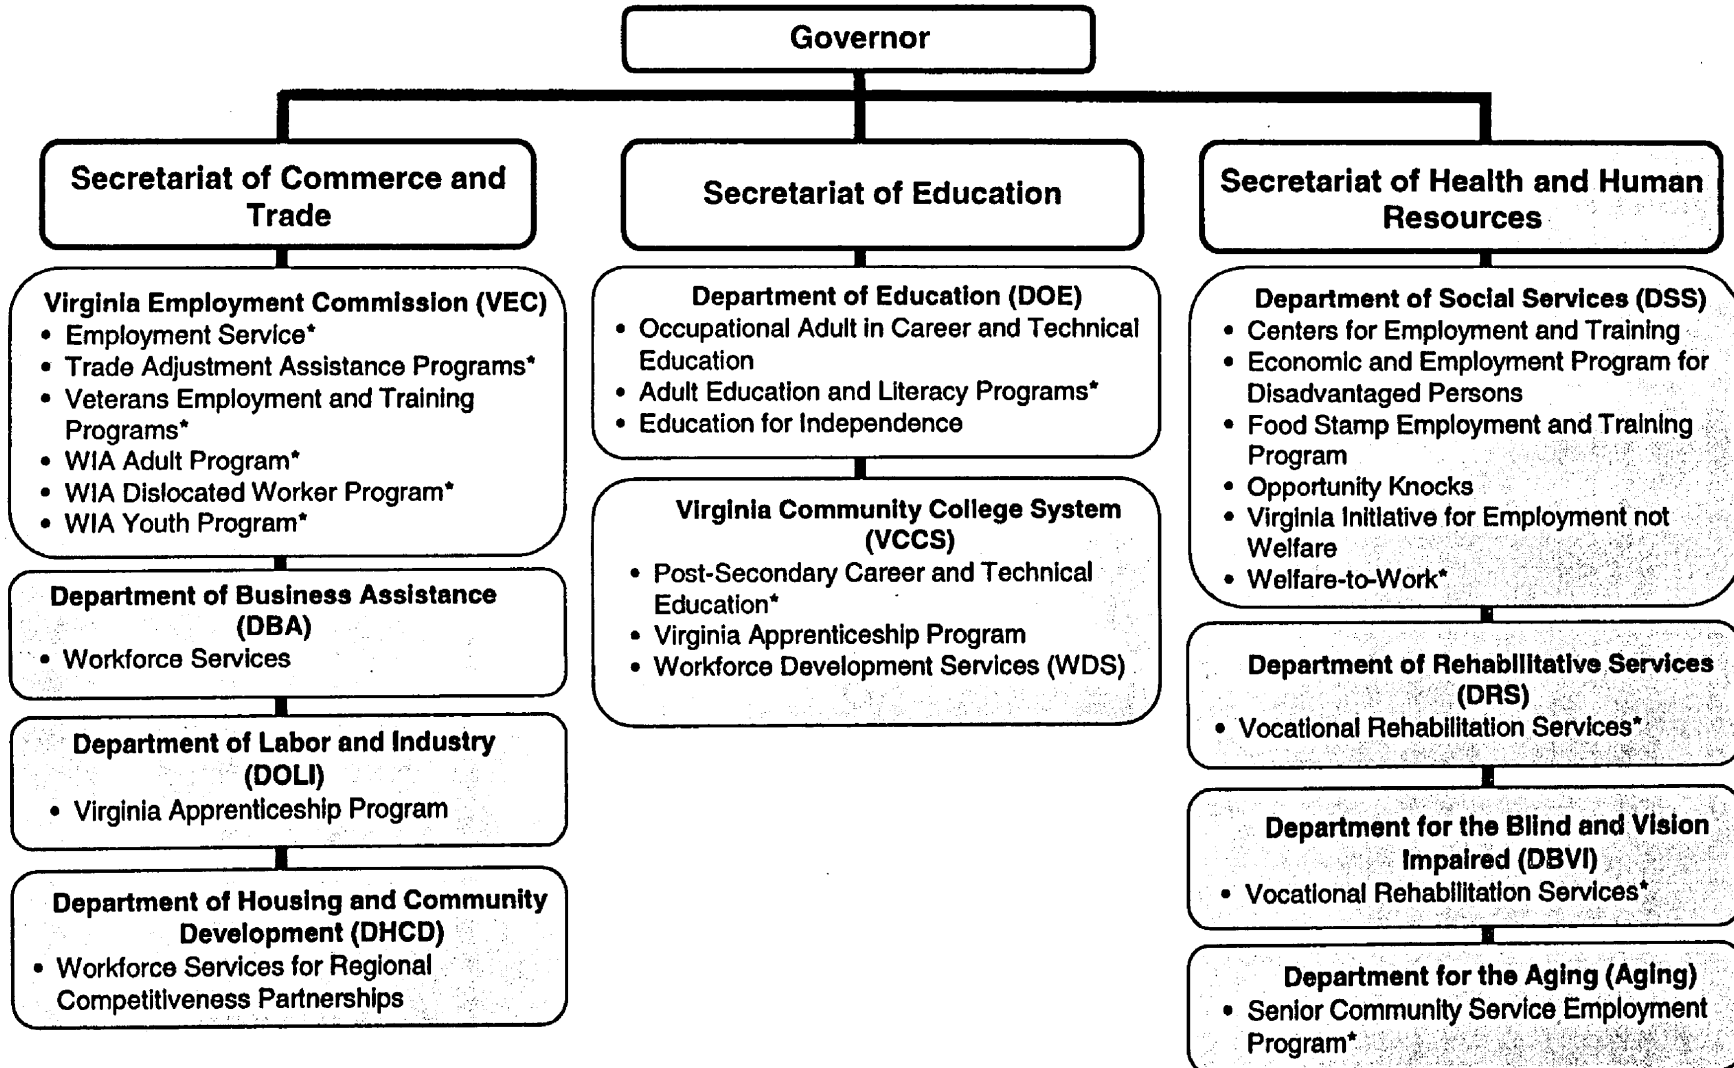 Governor
Secretariat of Commerce and
Trade
Virginia Employment Commission (VEC)
• Employment Service*
• Trade Adjustment Assistance Programs*
• Veterans Employment and Training
Programs*
• WIA Adult Program*
• WIA Dislocated Worker Program*
• WIA Youth Program*
Department of Business Assistance
(DBA)
• Workforce Services
Department of Labor and Industry
(DOLI)
• Virginia Apprenticeship Program
Department of Housing and Community
Development (DHCD)
• Workforce Services for Regional
Competitiveness Partnerships
Secretariat of Education
Department of Education (DOE)
• Occupational Adult in Career and Technical
Education
• Adult Education and Literacy Programs*
• Education for Independence
Virginia Community College System
(VCCS)
• Post-Secondary Career and Technical
Education*
• Virginia Apprenticeship Program
• Workforce Development Services (WDS)
Secretariat of Health and Human
Resources
Department of Social Services (DSS)
• Centers for Employment and Training
• Economic and Employment Program for
Disadvantaged Persons
• Food Stamp Employment and Training
Program
• Opportunity Knocks
• Virginia Initiative for Employment not
Welfare
• Welfare-to-Work*
Department of Rehabilitative Services
(DRS)
• Vocational Rehabilitation Services*
Department for the Blind and Vision
Impaired (DBVI)
• Vocational Rehabilitation Services*
Department for the Aging (Aging)
• Senior Community Service Employment
Program*